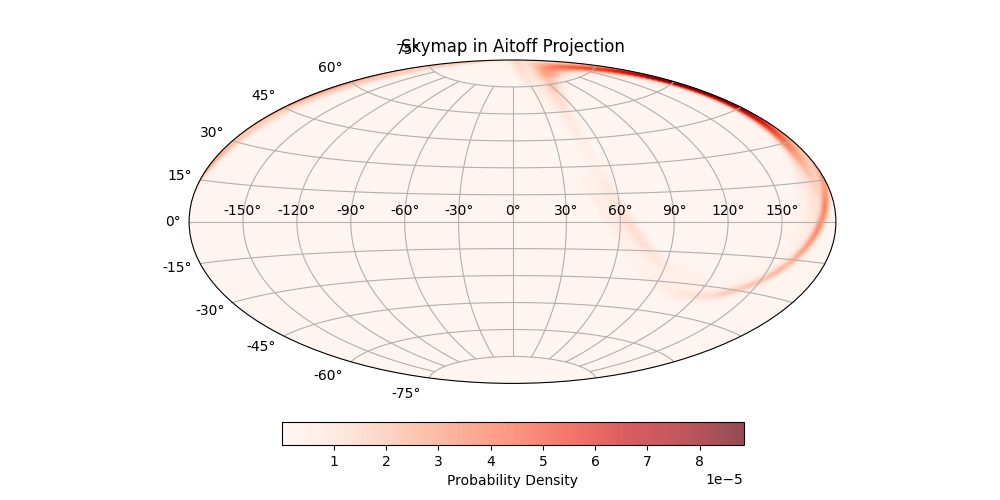 Skymap in Aitoff Projection
75°
60°
45°
30°
15°
0°
-15°
-30°
-45°
-60°
-75°
-150° -120° -90° -60° -30° 0° 30° 60° 90° 120° 150°
1 2 3 4 5 6 7 8
1e−5
Probability Density